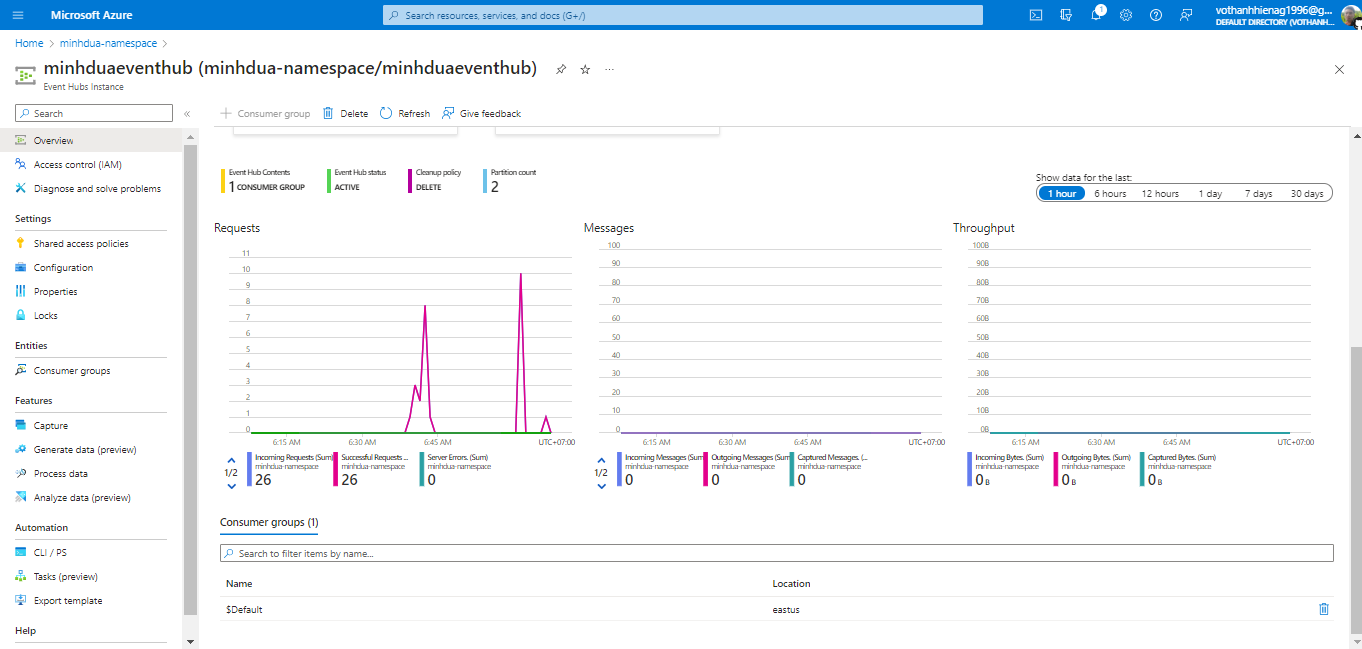 Microsoft Azure
Search resources, services, and docs (G+/)
1
vothanhhienag1996@g...
DEFAULT DIRECTORY (VOTHANH...
Home > minhdua-namespace >
minhduaeventhub (minhdua-namespace/minhduaeventhub)
...
Event Hubs Instance
Search
«
Consumer group
Delete
Refresh
Give feedback
Overview
Access control (IAM)
Diagnose and solve problems
Settings
Shared access policies
Configuration
Properties
Locks
Entities
Consumer groups
Features
Capture
Generate data (preview)
Process data
Analyze data (preview)
Automation
CLI / PS
Tasks (preview)
Export template
Help
Event Hub Contents
1 CONSUMER GROUP
Event Hub status
ACTIVE
Cleanup policy
DELETE
Partition count
2
Show data for the last:
1 hour
6 hours
12 hours
1 day
7 days
30 days
Requests
11
10
9
8
7
6
5
4
3
2
1
0
6:15 AM
6:30 AM
6:45 AM
UTC+07:00
1/2
Incoming Requests (Sum)
minhdua-namespace
26
Successful Requests ...
minhdua-namespace
26
Server Errors. (Sum)
minhdua-namespace
0
Messages
100
90
80
70
60
50
40
30
20
10
0
6:15 AM
6:30 AM
6:45 AM
UTC+07:00
1/2
Incoming Messages (Sum)
minhdua-namespace
0
Outgoing Messages (Sum)
minhdua-namespace
0
Captured Messages. (...
minhdua-namespace
0
Throughput
100B
90B
80B
70B
60B
50B
40B
30B
20B
10B
0B
6:15 AM
6:30 AM
6:45 AM
UTC+07:00
Incoming Bytes. (Sum)
minhdua-namespace
0 B
Outgoing Bytes. (Sum)
minhdua-namespace
0 B
Captured Bytes. (Sum)
minhdua-namespace
0 B
Consumer groups (1)
Search to filter items by name...
Name
Location
$Default
eastus